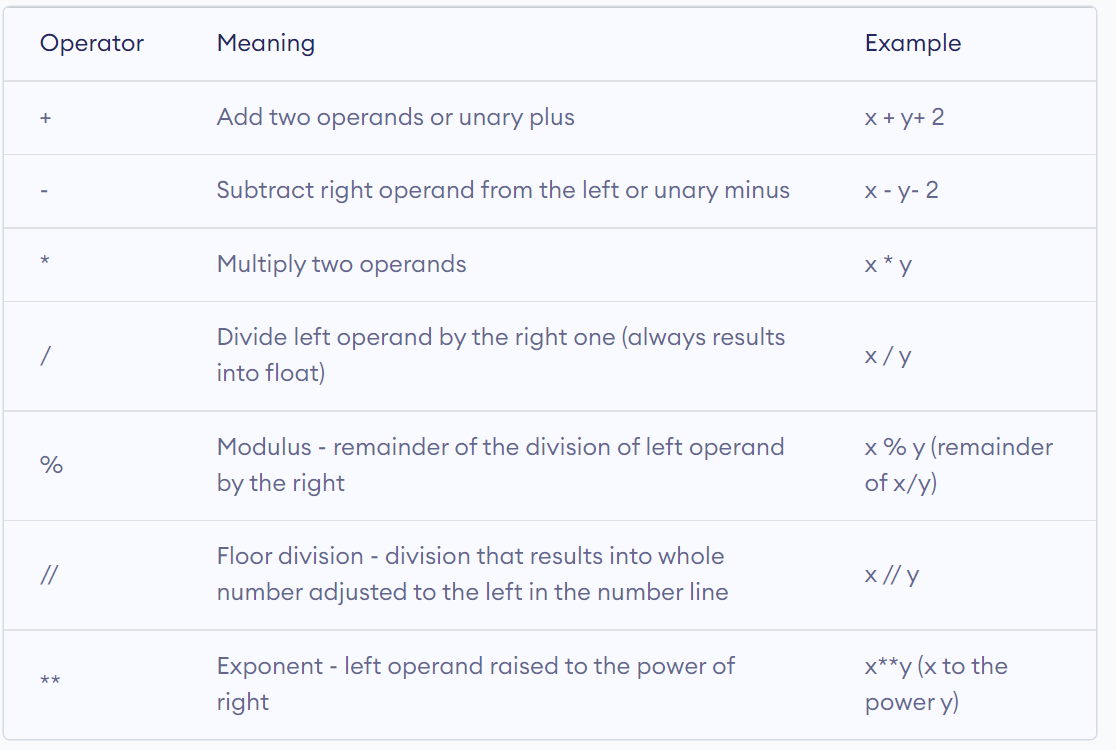 Operator Meaning Example
+ Add two operands or unary plus x + y+ 2
- Subtract right operand from the left or unary minus x - y- 2
* Multiply two operands x * y
/ Divide left operand by the right one (always results x / y
into float)
% Modulus - remainder of the division of left operand x % y (remainder
by the right of x/y)
// Floor division - division that results into whole x // y
number adjusted to the left in the number line
** Exponent - left operand raised to the power of x**y (x to the
right power y)